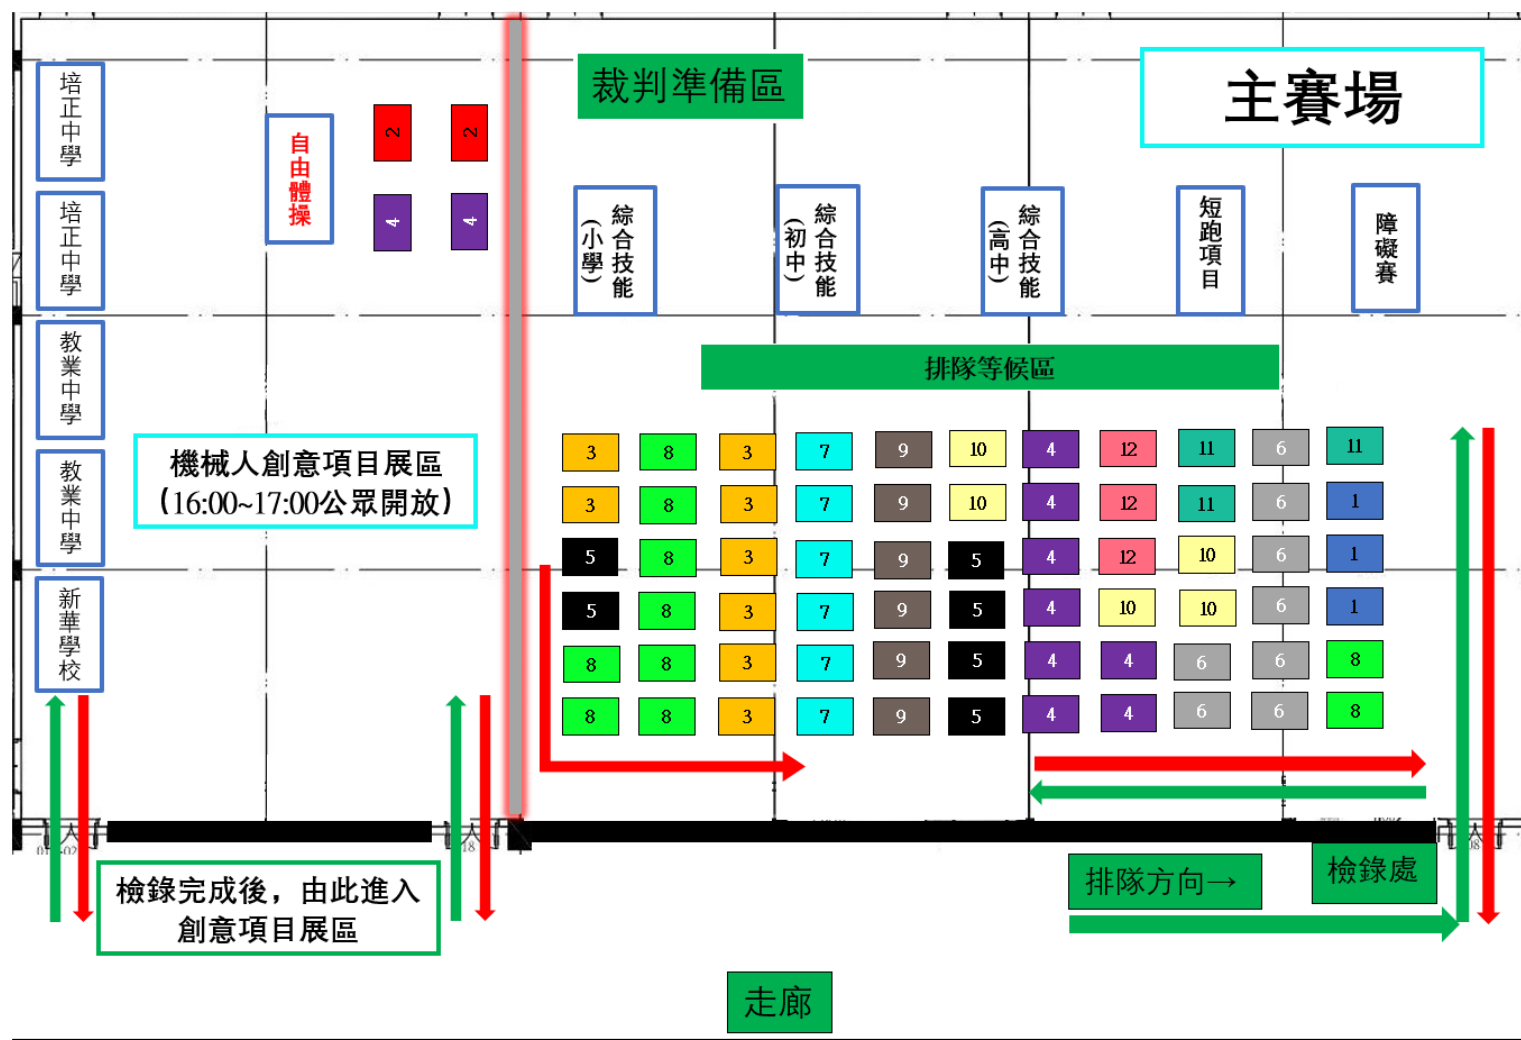 主賽場
裁判準備區
培正中學
培正中學
教業中學
教業中學
新華學校
自由體操
2 2
4 4
綜合技能
(小學)
綜合技能
(初中)
綜合技能
(高中)
短跑項目
障礙賽
排隊等候區
機械人創意項目展區
(16:00~17:00公眾開放)
3 8 3 7 9 10 4 12 11 6 11
3 8 3 7 9 10 4 12 11 6 1
5 8 3 7 9 5 4 12 10 6 1
5 8 3 7 9 5 4 10 10 6 1
8 8 3 7 9 5 4 4 6 6 8
8 8 3 7 9 5 4 4 6 6 8
檢錄完成後，由此進入
創意項目展區
排隊方向→
檢錄處
走廊